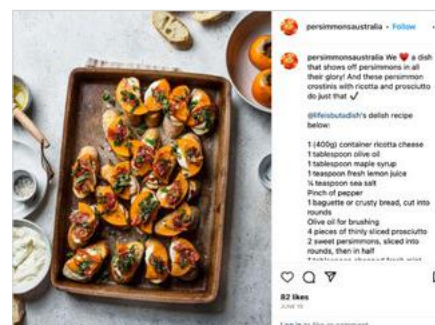 persimmonsaustralia • Follow
persimmonsaustralia We ❤️ a dish
that shows off persimmons in all
their glory! And these persimmon
crostinis with ricotta and prosciutto
do just that ✓
@lifeisbutadish's delish recipe
below:
1 (400g) container ricotta cheese
1 tablespoon olive oil
1 tablespoon maple syrup
1 teaspoon fresh lemon juice
¼ teaspoon sea salt
Pinch of pepper
1 baguette or crusty bread, cut into
rounds
Olive oil for brushing
4 pieces of thinly sliced prosciutto
2 sweet persimmons, sliced into
rounds, then in half
82 likes